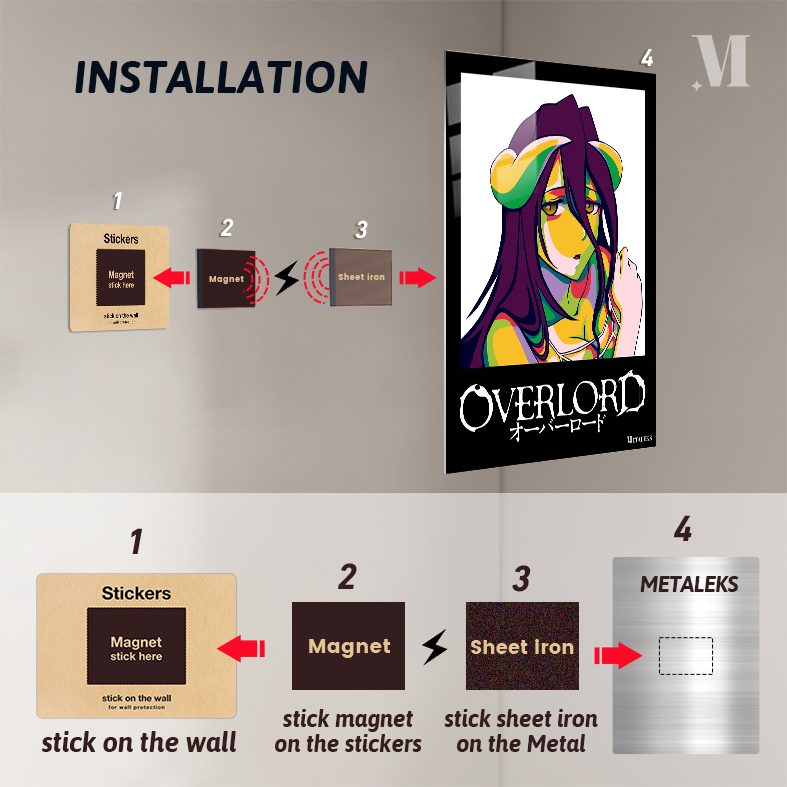 INSTALLATION
M
4
1
2
3
Stickers
Magnet
stick here
stick on the wall
for wall protection
Magnet
Sheet iron
OVERLORD
オーバーロード
METALEKS
1
2
3
4
Stickers
Magnet
stick here
stick on the wall
for wall protection
Magnet
Sheet iron
METALEKS
stick on the wall
stick magnet
on the stickers
stick sheet iron
on the Metal